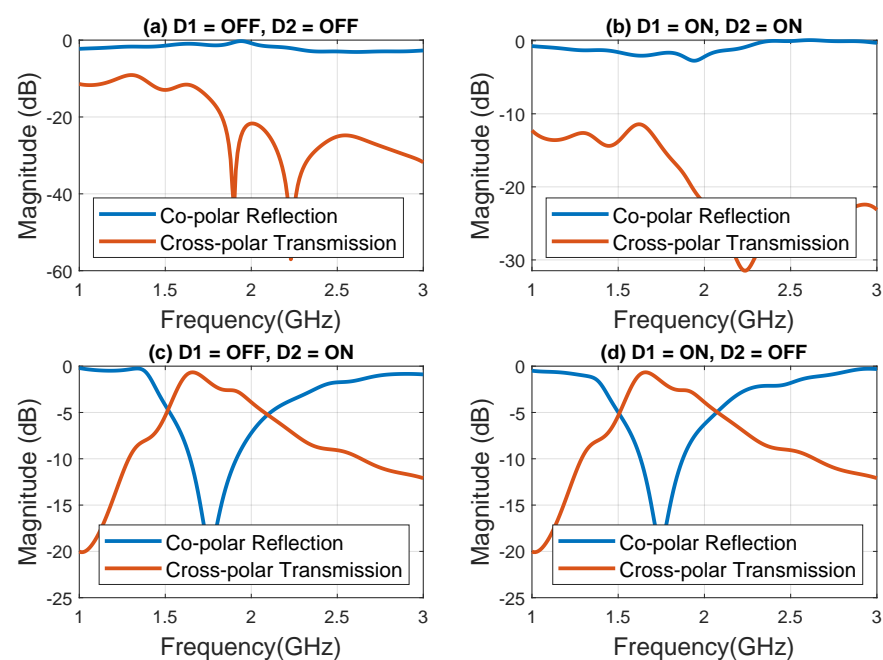 (a) D1 = OFF, D2 = OFF
0
-20
-40
-60
Magnitude (dB)
Co-polar Reflection
Cross-polar Transmission
1
1.5
2
2.5
3
Frequency(GHz)
(b) D1 = ON, D2 = ON
0
-10
-20
-30
Magnitude (dB)
Co-polar Reflection
Cross-polar Transmission
1
1.5
2
2.5
3
Frequency(GHz)
(c) D1 = OFF, D2 = ON
0
-5
-10
-15
-20
-25
Magnitude (dB)
Co-polar Reflection
Cross-polar Transmission
1
1.5
2
2.5
3
Frequency(GHz)
(d) D1 = ON, D2 = OFF
0
-5
-10
-15
-20
-25
Magnitude (dB)
Co-polar Reflection
Cross-polar Transmission
1
1.5
2
2.5
3
Frequency(GHz)